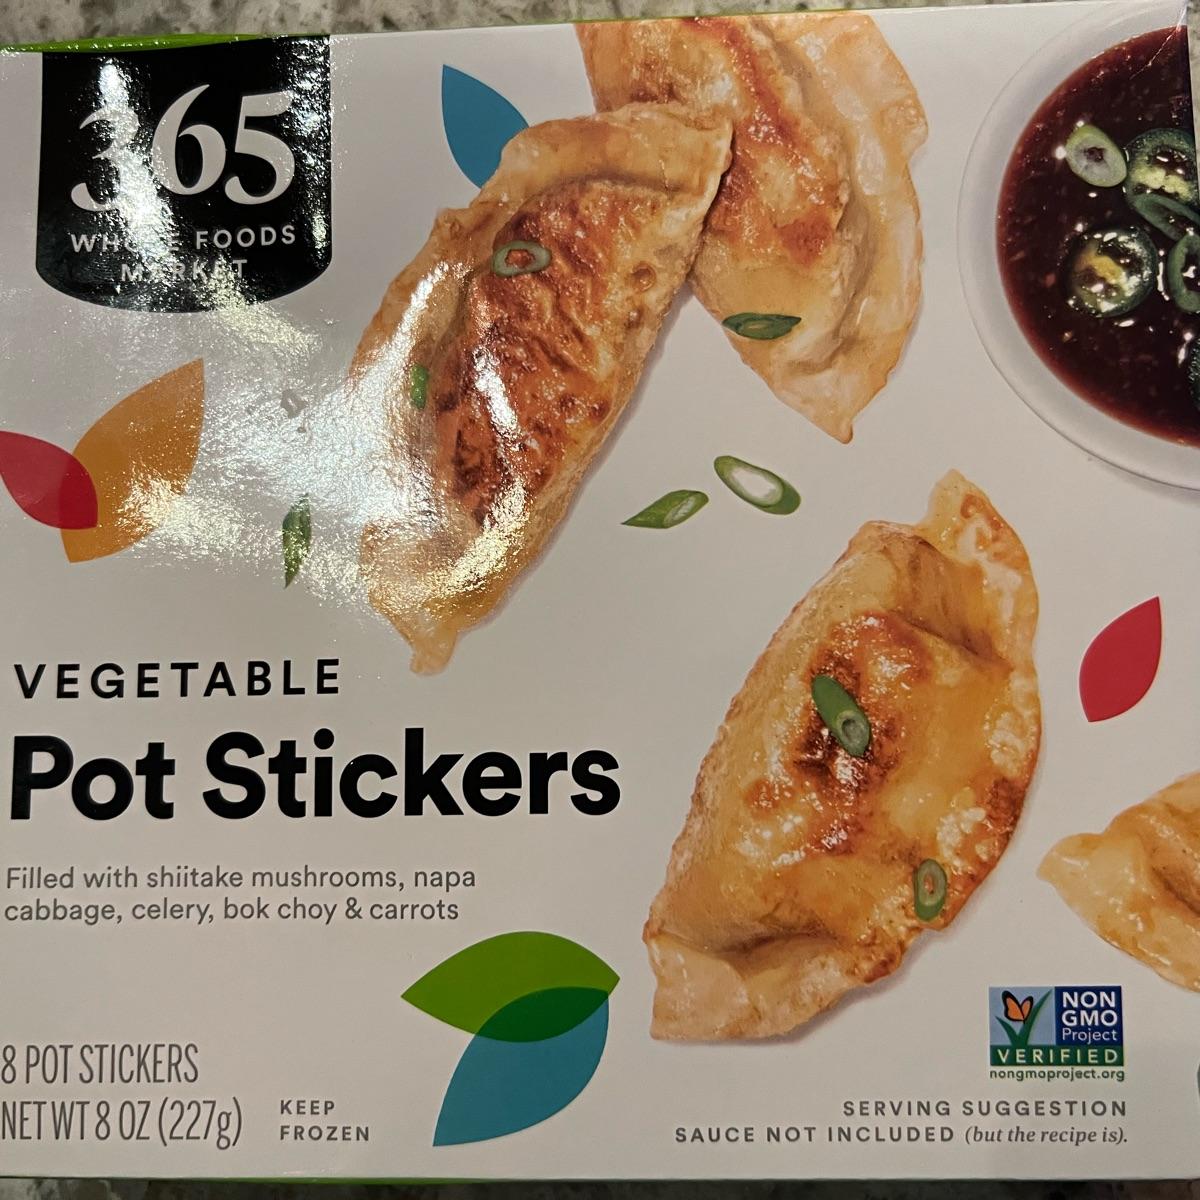 365
WHOLE FOODS
MARKET
VEGETABLE
Pot Stickers
Filled with shiitake mushrooms, napa
cabbage, celery, bok choy & carrots
8 POT STICKERS
NET WT 8 OZ (227g)
KEEP
FROZEN
NON
GMO
Project
VERIFIED
nongmoproject.org
SERVING SUGGESTION
SAUCE NOT INCLUDED (but the recipe is).